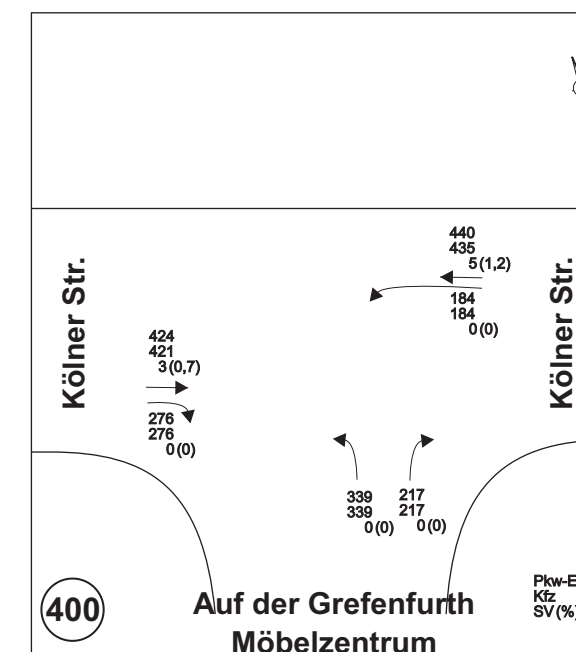 440
435
5 (1,2)
184
184
0 (0)
Kölner Str.
Kölner Str.
424
421
3 (0,7)
276
276
0 (0)
339
339
0 (0)
217
217
0 (0)
400
Auf der Grefenfurth
Möbelzentrum
Pkw-E
Kfz
SV (%)